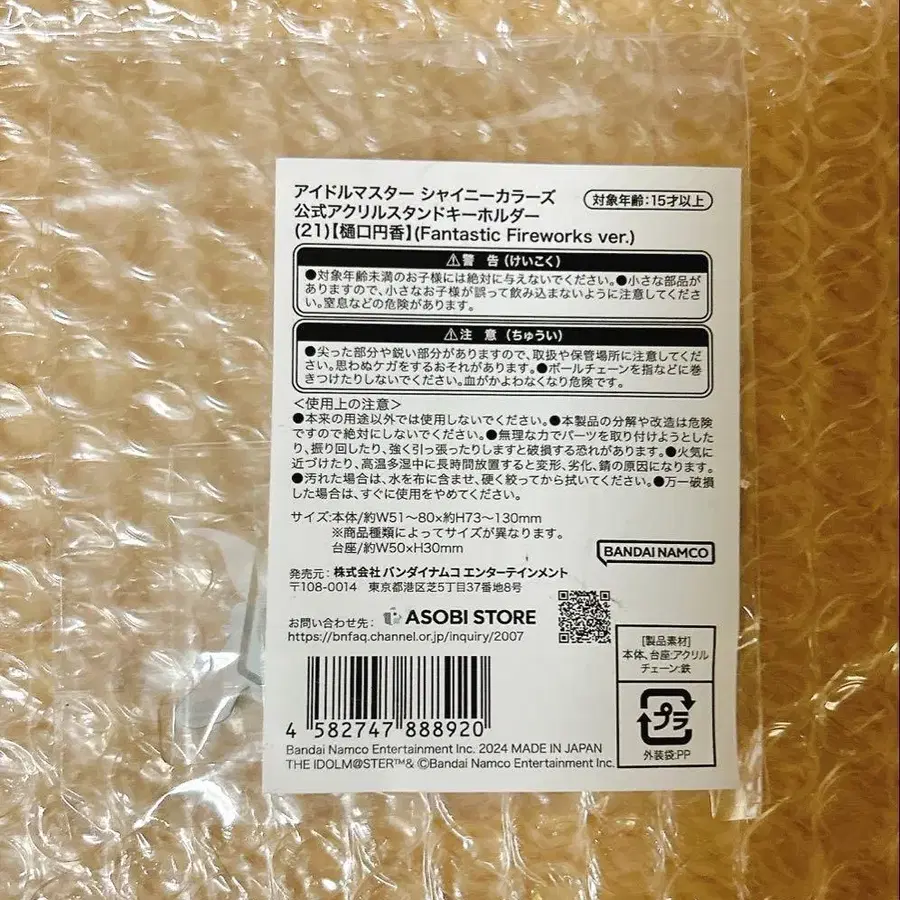 アイドルマスター シャイニーカラーズ
対象年齢:15才以上
公式アクリルスタンドキーホルダー
(21)【樋口円香】(Fantastic Fireworks ver.)
⚠警 告(けいこく)
●対象年齢未満のお子様には絶対に与えないでください。●小さな部品が
ありますので、小さなお子様が誤って飲み込まないように注意してくださ
い。窒息などの危険があります。
⚠注 意(ちゅうい)
●尖った部分や鋭い部分がありますので、取扱や保管場所に注意してくだ
さい。思わぬケガをするおそれがあります。●ボールチェーンを指などに巻
きつけたりしないでください。血がかよわなくなり危険です。
<使用上の注意>
●本来の用途以外では使用しないでください。●本製品の分解や改造は危険
ですので絶対にしないでください。●無理な力でパーツを取り付けようとした
り、振り回したり、強く引っ張ったりしますと破損する恐れがあります。●火気に
近づけたり、高温多湿中に長時間放置すると変形、劣化、錆の原因になります。
●汚れた場合は、水を布に含ませ、硬く絞ってから拭いてください。●万一破損
した場合は、すぐに使用をやめてください。
サイズ:本体/約W51~80×約H73~130mm
※商品種類によってサイズが異なります。
台座/約W50×H30mm
BANDAI NAMCO
発売元: 株式会社 バンダイナムコ エンターテインメント
〒108-0014 東京都港区芝5丁目37番地8号
お問い合わせ先: ASOBI STORE
https://bnfaq.channel.or.jp/inquiry/2007
[製品素材]
本体、台座:アクリル
チェーン:鉄
プラ
外装袋:PP
4 582747 888920
Bandai Namco Entertainment Inc. 2024 MADE IN JAPAN
THE IDOLM@STER™& ©Bandai Namco Entertainment Inc.